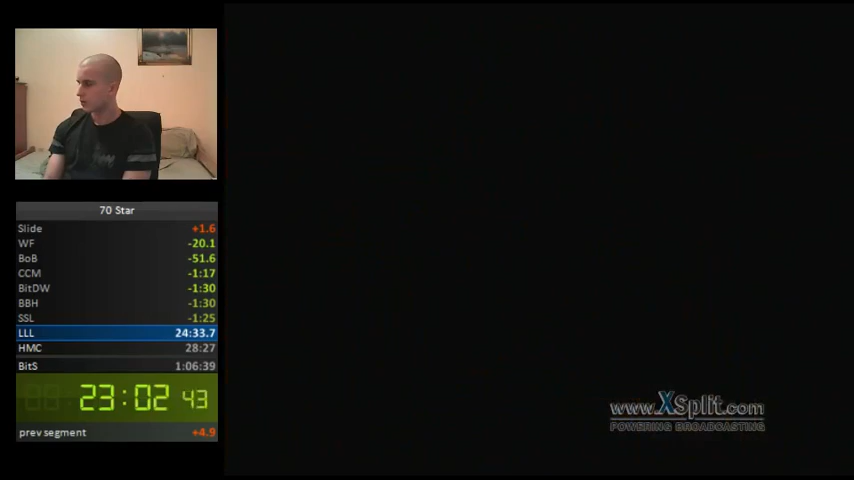 70 Star
Slide +1.6
WF -20.1
BoB -51.6
CCM -1:17
BitDW -1:30
BBH -1:30
SSL -1:25
LLL 24:33.7
HMC 28:27
BitS 1:06:39
23:02 43
prev segment +4.9
www.XSplit.com
POWERING BROADCASTING